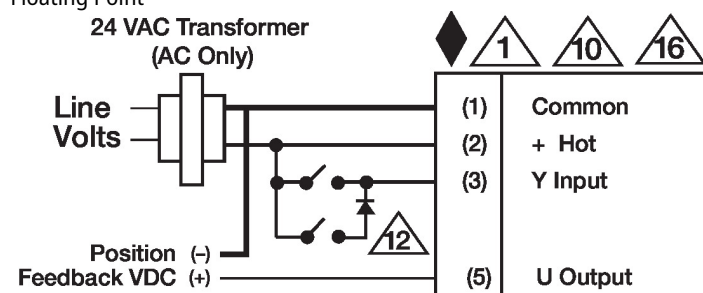 Floating Point
24 VAC Transformer
(AC Only)
1
10
16
Line
Volts
(1) Common
(2) + Hot
(3) Y Input
12
Position (–)
Feedback VDC (+)
(5) U Output